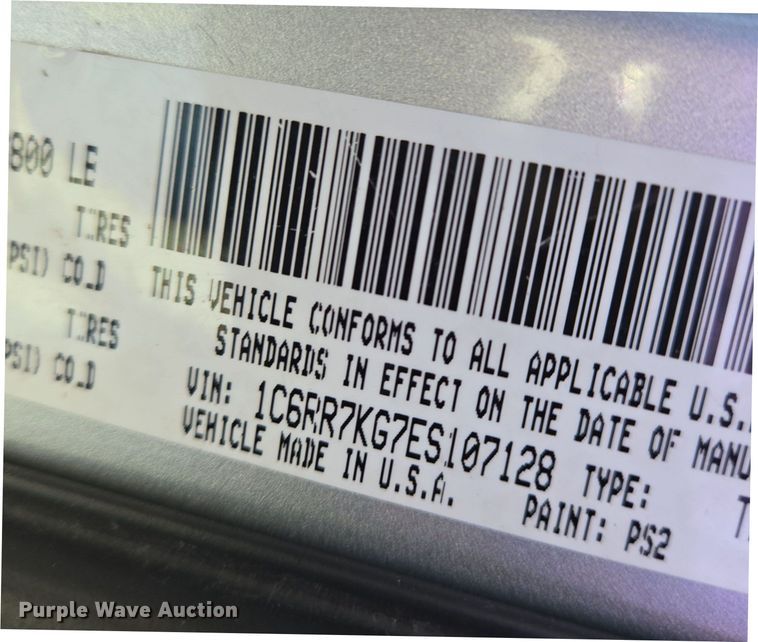 800 LE
TIRES
PSI) COLD
TIRES
PSI) COLD
THIS VEHICLE CONFORMS TO ALL APPLICABLE U.S.
STANDARDS IN EFFECT ON THE DATE OF MANU
VIN: 1C6RR7KG7ES107128 TYPE: T
VEHICLE MADE IN U.S.A. PAINT: PS2
Purple Wave Auction